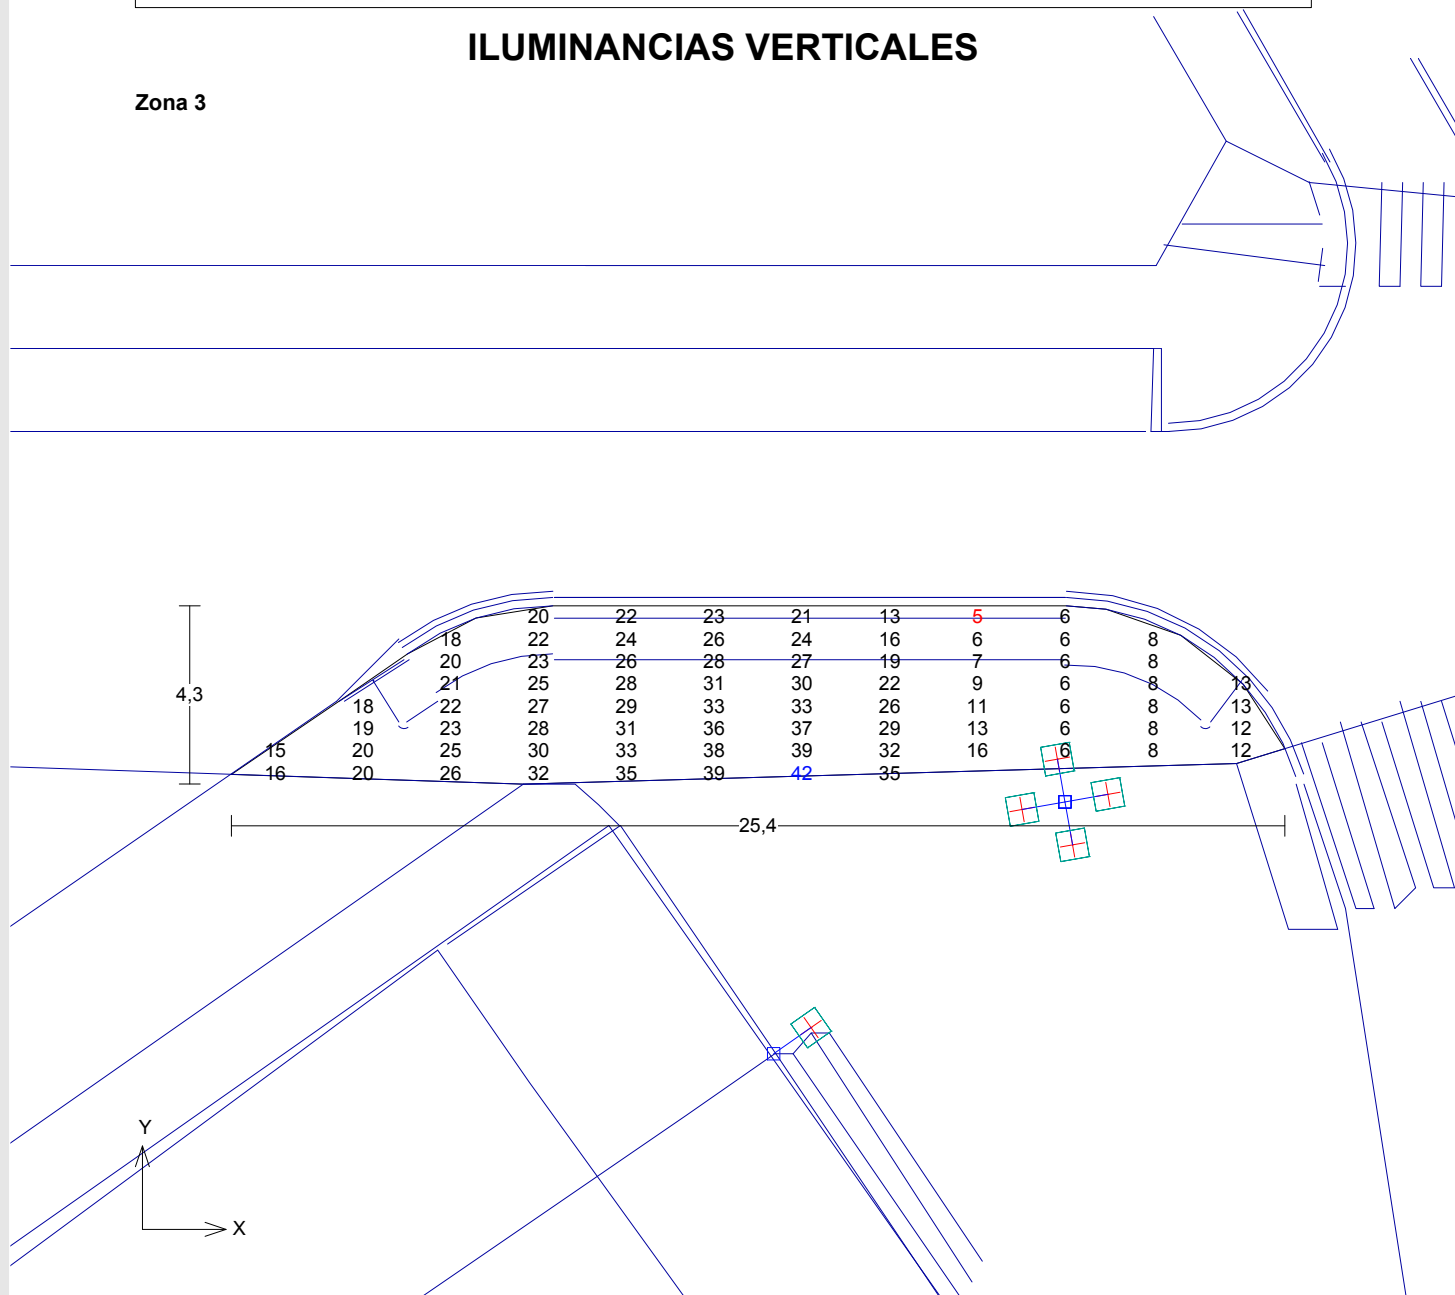 ILUMINANCIAS VERTICALES
Zona 3
20 22 23 21 13 5 6
18 22 24 26 24 16 6 6 8
20 23 26 28 27 19 7 6 8
21 25 28 31 30 22 9 6 8 13
4,3
18 22 27 29 33 33 26 11 6 8 13
19 23 28 31 36 37 29 13 6 8 12
15 20 25 30 33 38 39 32 16 6 8 12
16 20 26 32 35 39 42 35
25,4
Y
X